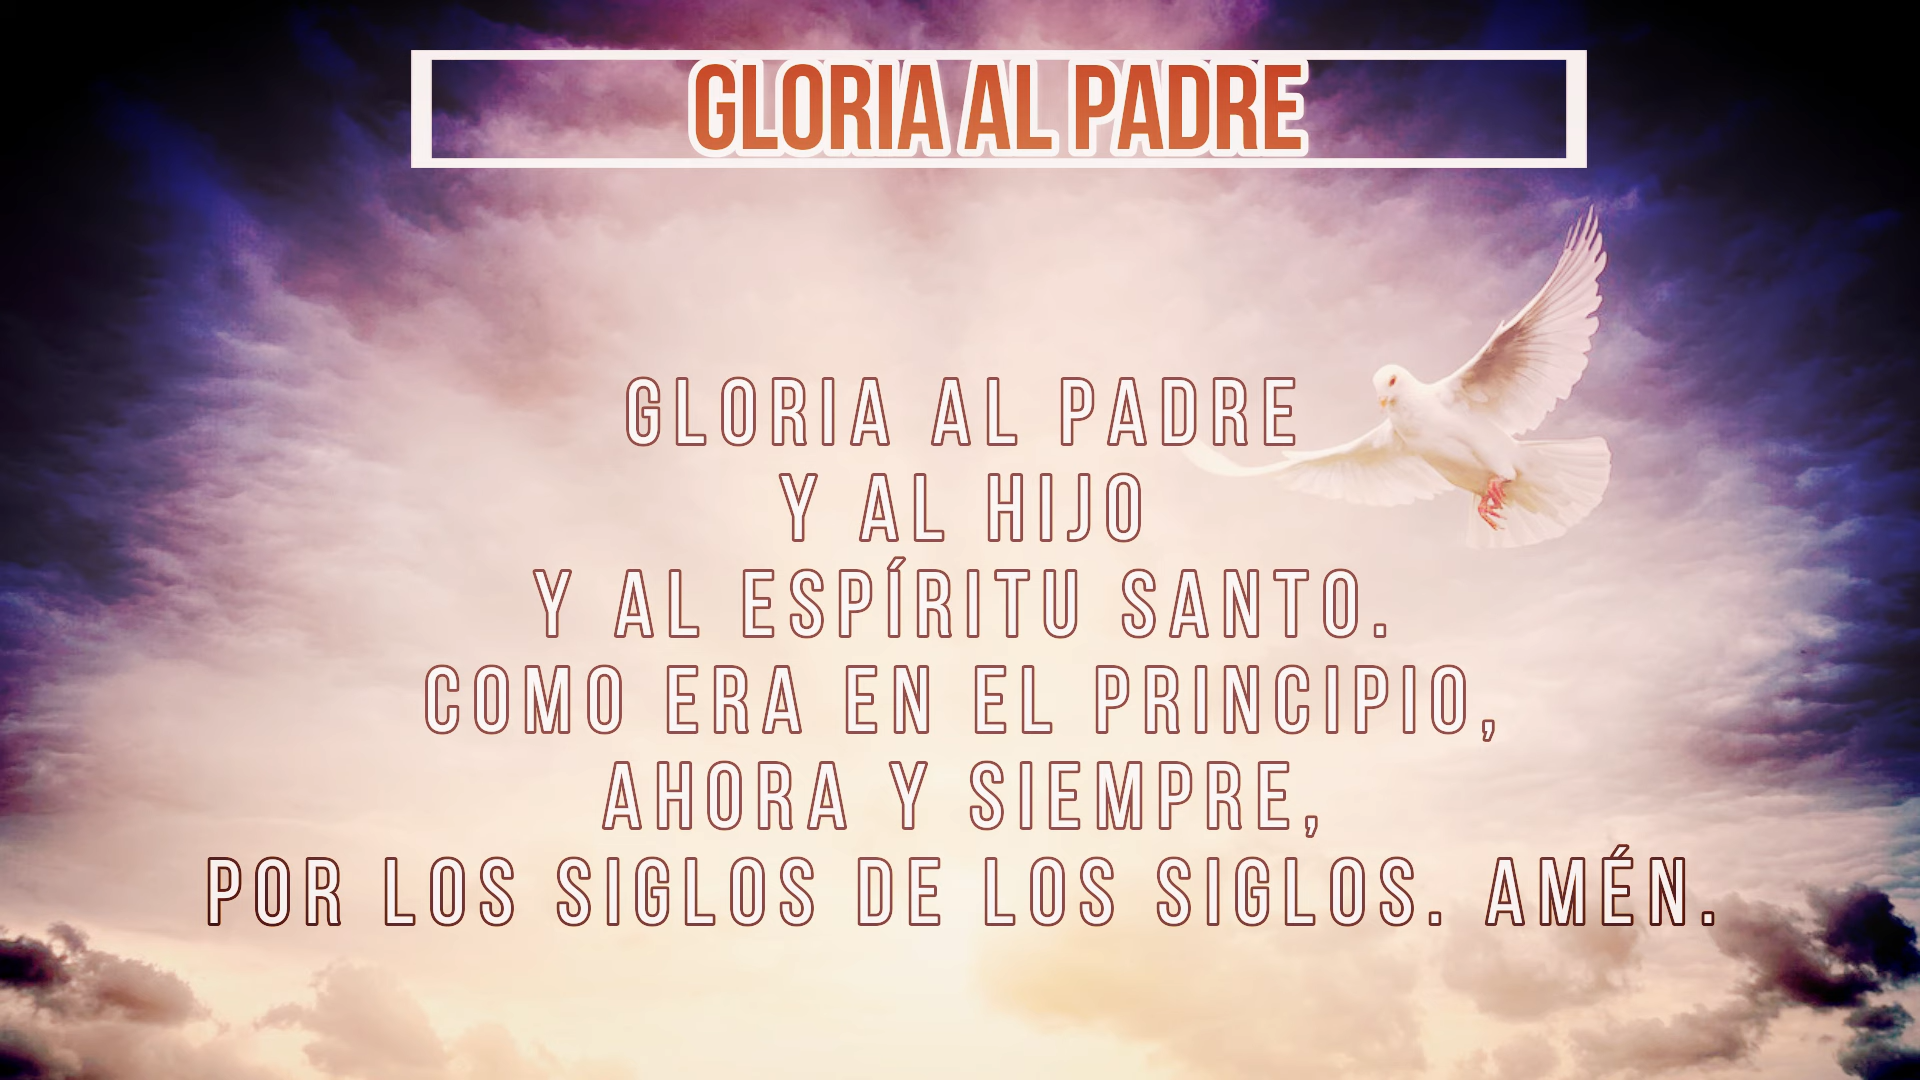 GLORIA AL PADRE
GLORIA AL PADRE
Y AL HIJO
Y AL ESPÍRITU SANTO.
COMO ERA EN EL PRINCIPIO,
AHORA Y SIEMPRE,
POR LOS SIGLOS DE LOS SIGLOS. AMÉN.